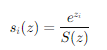 s_i(z) = \frac{e^{z_i}}{S(z)}